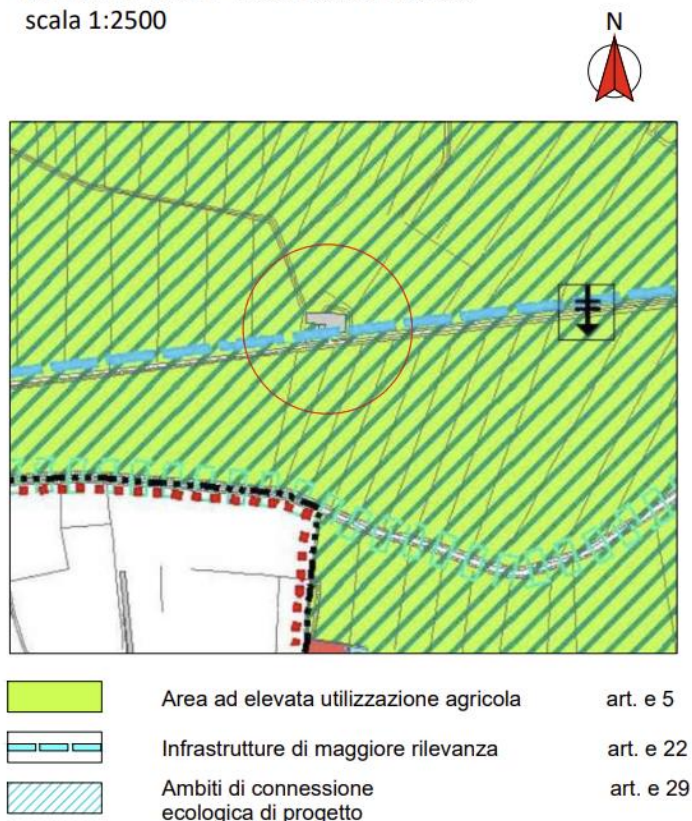 scala 1:2500
N
Area ad elevata utilizzazione agricola art. e 5
Infrastrutture di maggiore rilevanza art. e 22
Ambiti di connessione art. e 29
ecologica di progetto